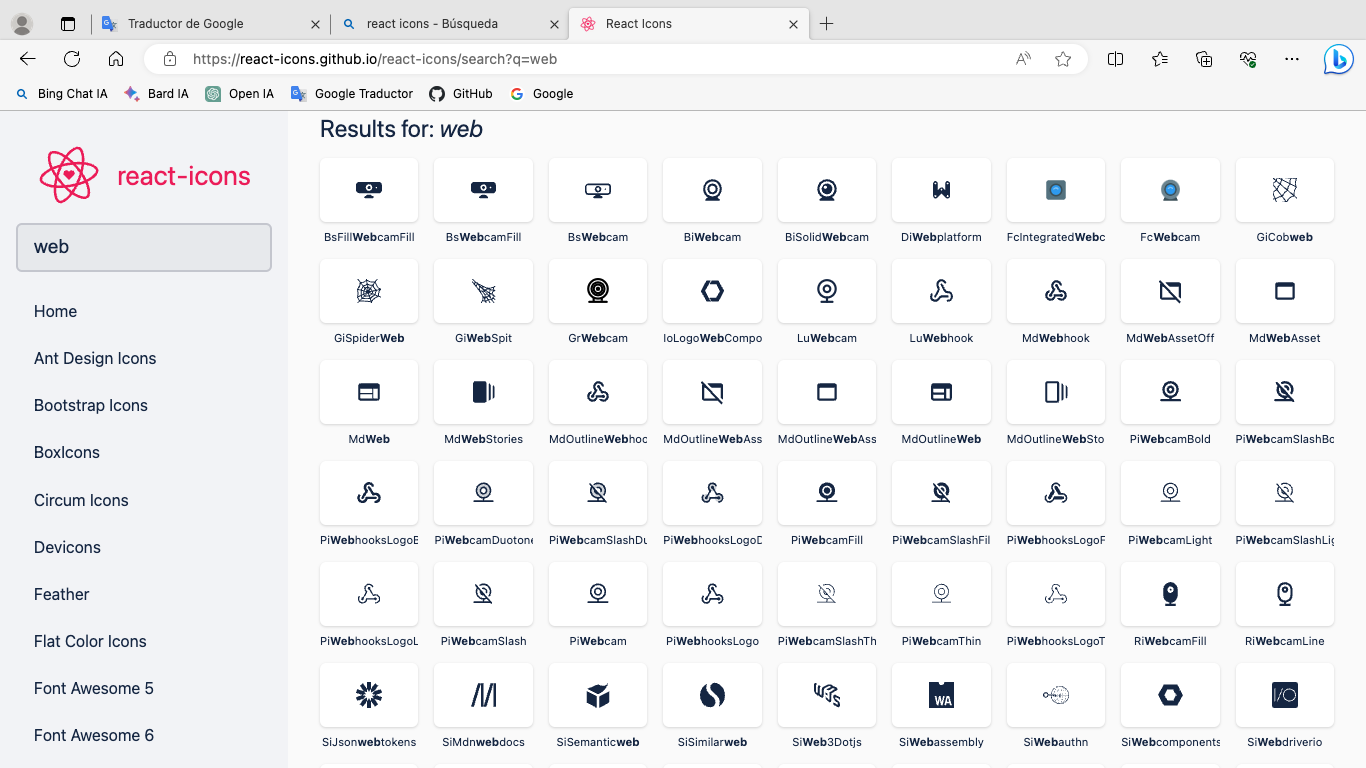 Traductor de Google
react icons - Búsqueda
React Icons
https://react-icons.github.io/react-icons/search?q=web
Bing Chat IA
Bard IA
Open IA
Google Traductor
GitHub
Google
react-icons
web
Home
Ant Design Icons
Bootstrap Icons
BoxIcons
Circum Icons
Devicons
Feather
Flat Color Icons
Font Awesome 5
Font Awesome 6
Results for: web
BsFillWebcamFill BsWebcamFill BsWebcam BiWebcam BiSolidWebcam DiWebplatform FcIntegratedWebc FcWebcam GiCobweb
GiSpiderWeb GiWebSpit GrWebcam IoLogoWebCompo LuWebcam LuWebhook MdWebhook MdWebAssetOff MdWebAsset
MdWeb MdWebStories MdOutlineWebhoo MdOutlineWebAss MdOutlineWebAss MdOutlineWeb MdOutlineWebSto PiWebcamBold PiWebcamSlashBo
PiWebhooksLogoB PiWebcamDuotone PiWebcamSlashDu PiWebhooksLogoD PiWebcamFill PiWebcamSlashFil PiWebhooksLogoF PiWebcamLight PiWebcamSlashLig
PiWebhooksLogoL PiWebcamSlash PiWebcam PiWebhooksLogo PiWebcamSlashTh PiWebcamThin PiWebhooksLogoT RiWebcamFill RiWebcamLine
WA I/O
SiJsonwebtokens SiMdnwebdocs SiSemanticweb SiSimilarweb SiWeb3Dotjs SiWebassembly SiWebauthn SiWebcomponents SiWebdriverio